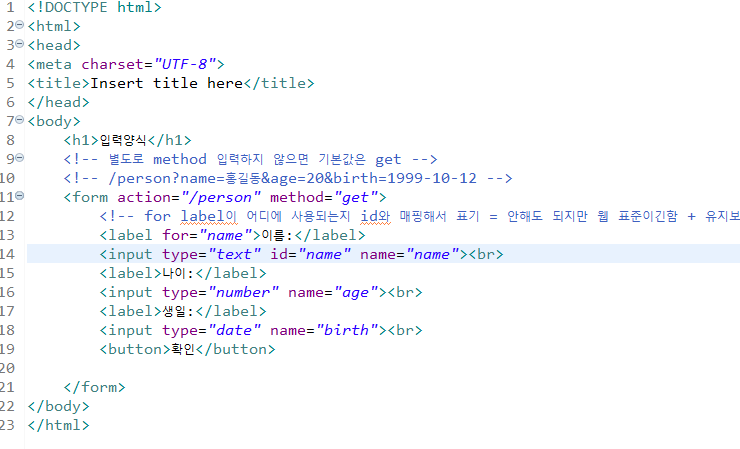 1 <!DOCTYPE html>
2 <html>
3 <head>
4 <meta charset="UTF-8">
5 <title>Insert title here</title>
6 </head>
7 <body>
8 <h1>입력양식</h1>
9 <!-- 별도로 method 입력하지 않으면 기본값은 get -->
10 <!-- /person?name=홍길동&age=20&birth=1999-10-12 -->
11 <form action="/person" method="get">
12 <!-- for label이 어디에 사용되는지 id와 매핑해서 표기 = 안해도 되지만 웹 표준이긴함 + 유지보
13 <label for="name">이름:</label>
14 <input type="text" id="name" name="name"><br>
15 <label>나이:</label>
16 <input type="number" name="age"><br>
17 <label>생일:</label>
18 <input type="date" name="birth"><br>
19 <button>확인</button>
20
21 </form>
22 </body>
23 </html>